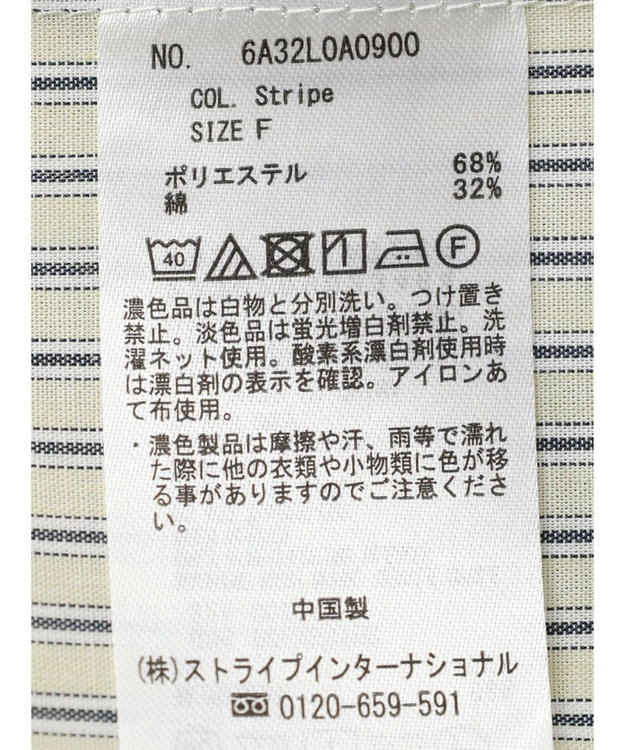 NO. 6A32L0A0900
COL. Stripe
SIZE F
ポリエステル 68%
綿 32%
40
F
濃色品は白物と分別洗い。つけ置き
禁止。淡色品は蛍光増白剤禁止。洗
濯ネット使用。酸素系漂白剤使用時
は漂白剤の表示を確認。アイロンあ
て布使用。
・濃色製品は摩擦や汗、雨等で濡れ
た際に他の衣類や小物類に色が移
る事がありますのでご注意くださ
い。
中国製
(株)ストライプインターナショナル
0120-659-591